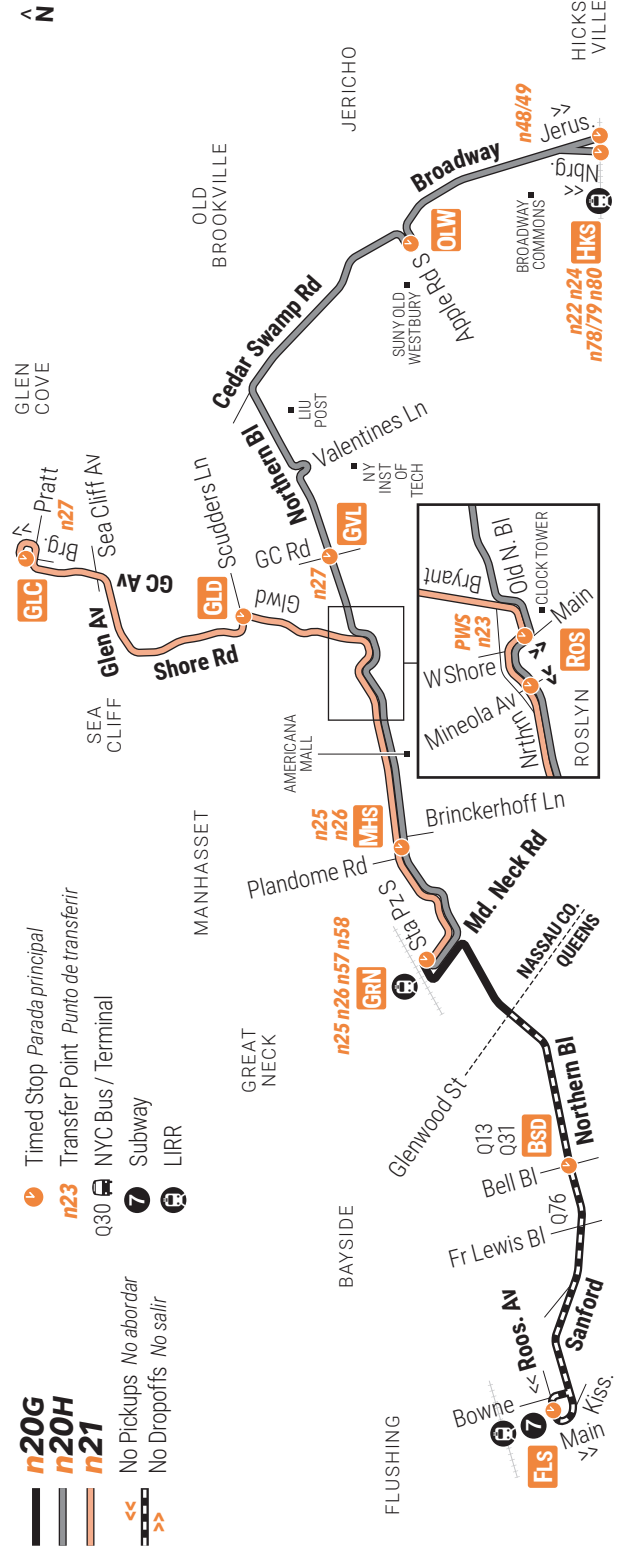 n20G
n20H
n21
No Pickups No abordar
No Dropoffs No salir
Timed Stop Parada principal
n23 Transfer Point Punto de transferir
Q30 NYC Bus / Terminal
7 Subway
LIRR
N
FLUSHING
BAYSIDE
GREAT
NECK
MANHASSET
SEA
CLIFF
GLEN
COVE
OLD
BROOKVILLE
JERICHO
HICKS
VILLE
FLS
7
Main
Kiss.
Bowne
Roos. Av
Sanford
Fr Lewis Bl
Q76
Bell Bl
Q13
Q31
BSD
Northern Bl
Glenwood St
NASSAU CO.
QUEENS
Md. Neck Rd
n25 n26 n57 n58
GRN
Sta Pz S
Plandome Rd
n25
n26
MHS
Brinckerhoff Ln
AMERICANA
MALL
Shore Rd
Glen Av
GC Av
Sea Cliff Av
GLC
Brg.
Pratt
n27
GLD
Scudders Ln
Glwd
GC Rd
n27
GVL
Northern Bl
Valentines Ln
NY
INST
OF
TECH
LIU
POST
Cedar Swamp Rd
SUNY OLD
WESTBURY
Apple Rd S
OLW
Broadway
BROADWAY
COMMONS
n48/49
Jerus.
Nbrg.
HKS
n22 n24
n78/79 n80
Nrthn
Mineola Av
W Shore
PWS
n23
Bryant
Old N. Bl
CLOCK TOWER
Main
ROS
ROSLYN